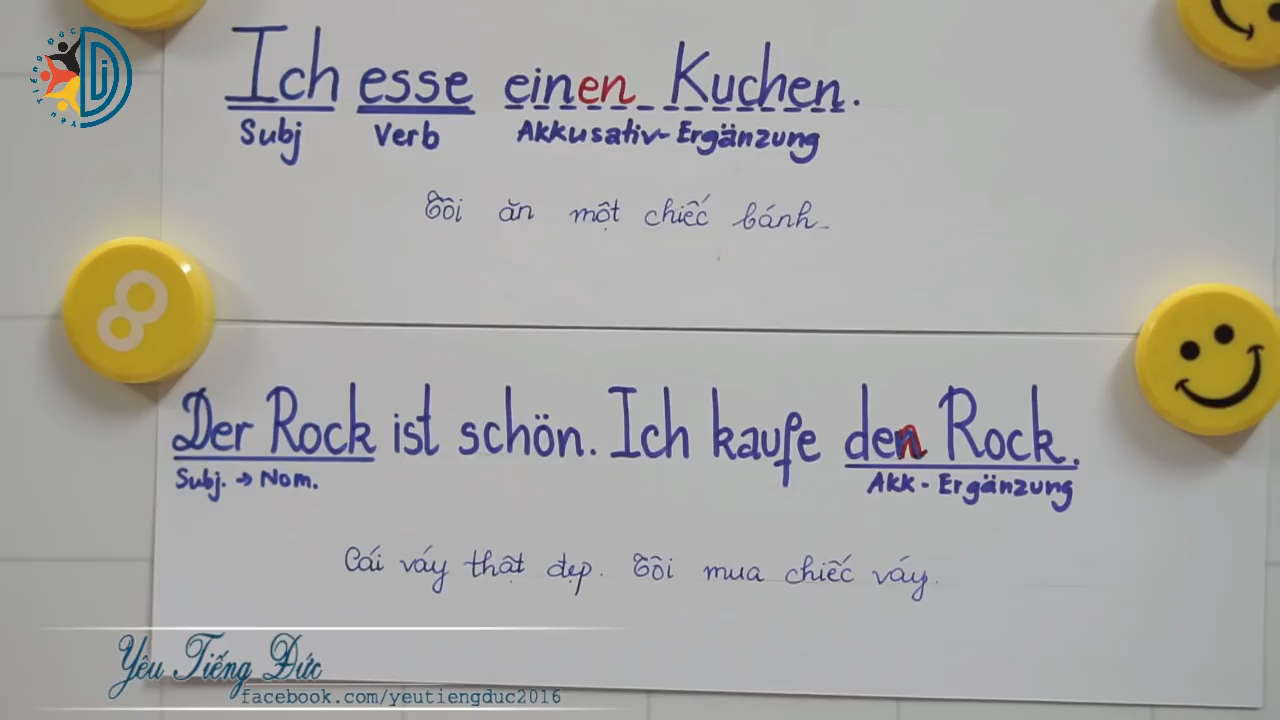 Ich esse einen Kuchen.
Subj Verb Akkusativ-Ergänzung
Tôi ăn một chiếc bánh.
8
Der Rock ist schön. Ich kaufe den Rock.
Subj. → Nom. Akk - Ergänzung
Cái váy thật đẹp. Tôi mua chiếc váy.
Yêu Tiếng Đức
facebook.com/yeutiengduc2016